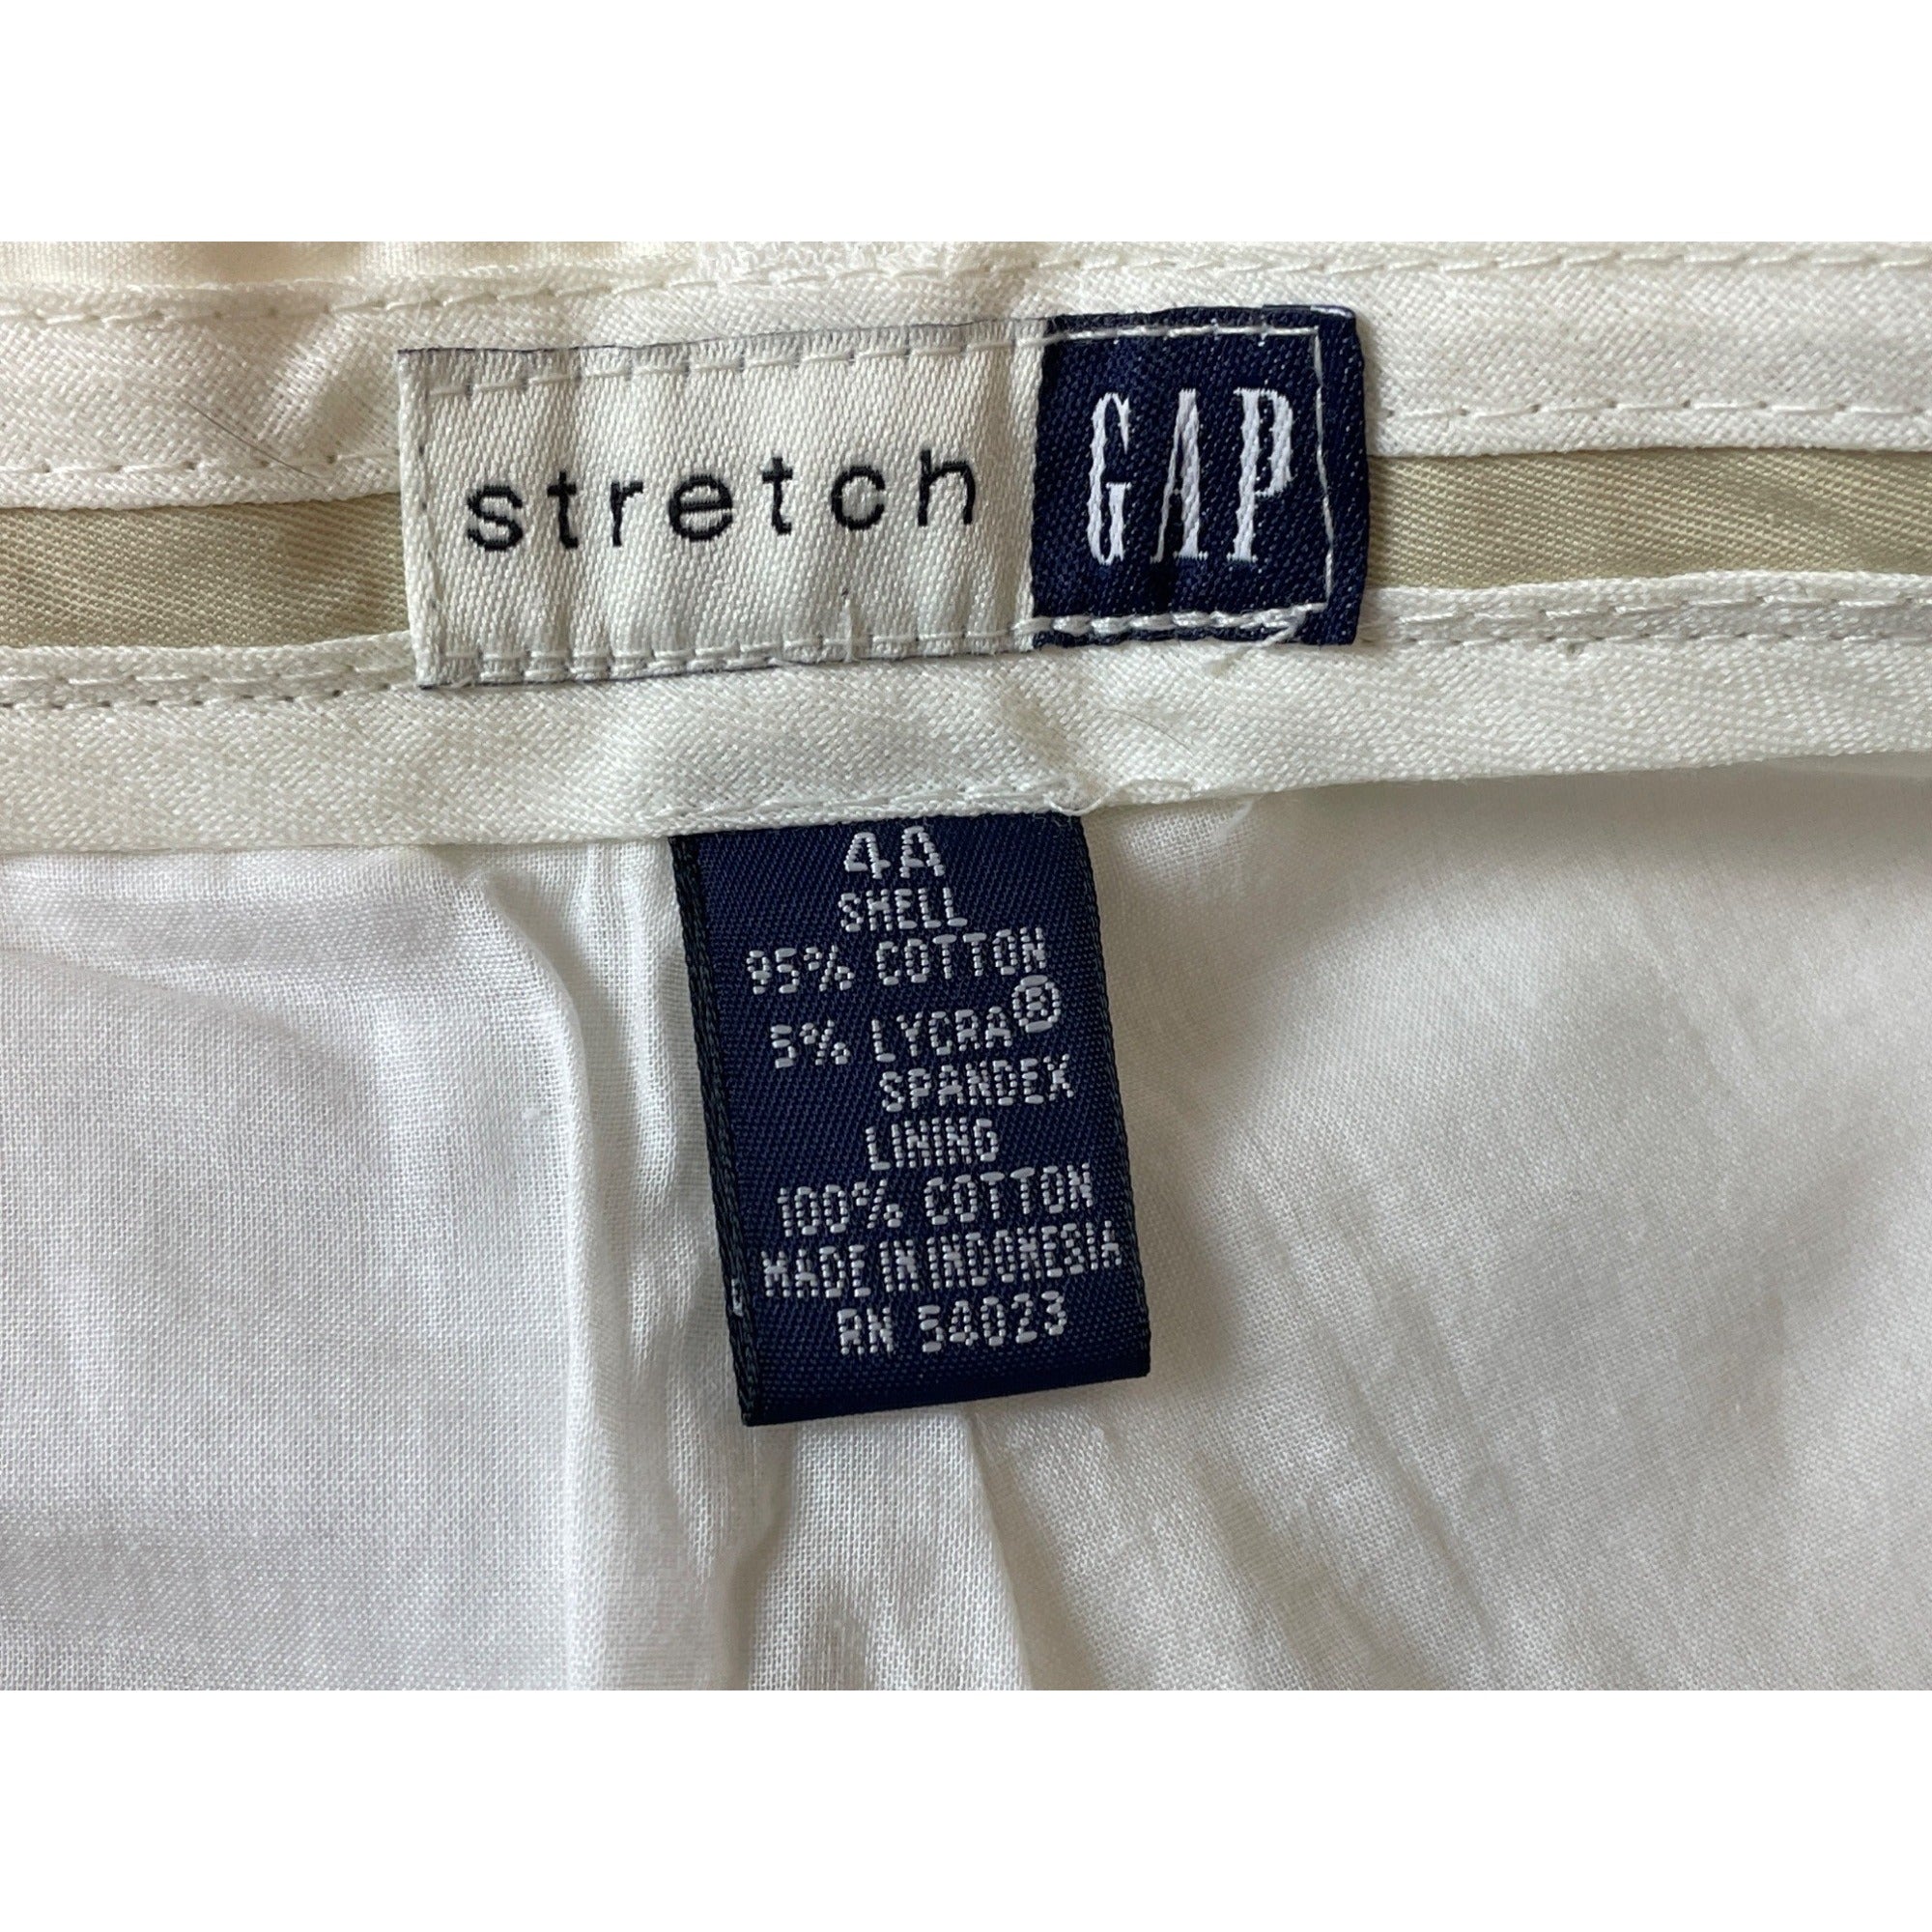 stretch GAP
4A
SHELL
95% COTTON
5% LYCRA®
SPANDEX
LINING
100% COTTON
MADE IN INDONESIA
RN 54023